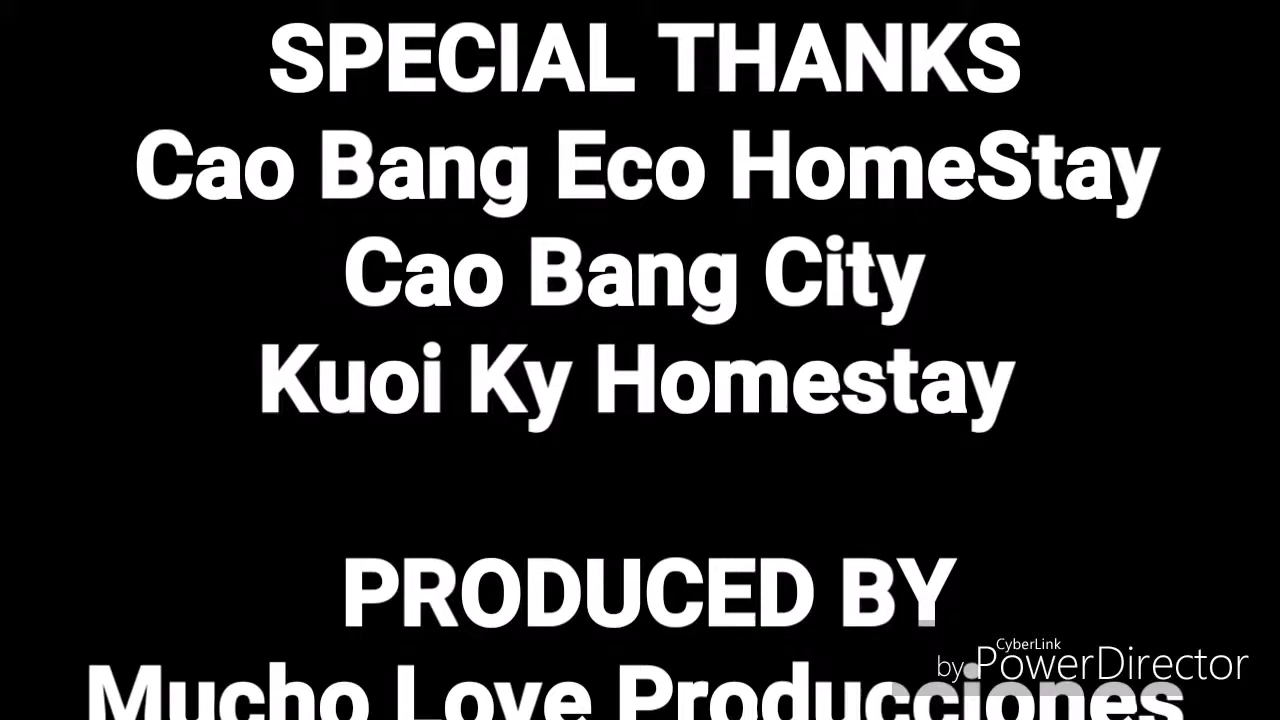 SPECIAL THANKS
Cao Bang Eco HomeStay
Cao Bang City
Kuoi Ky Homestay
PRODUCED BY
Mucho Love Producciones
CyberLink
by PowerDirector